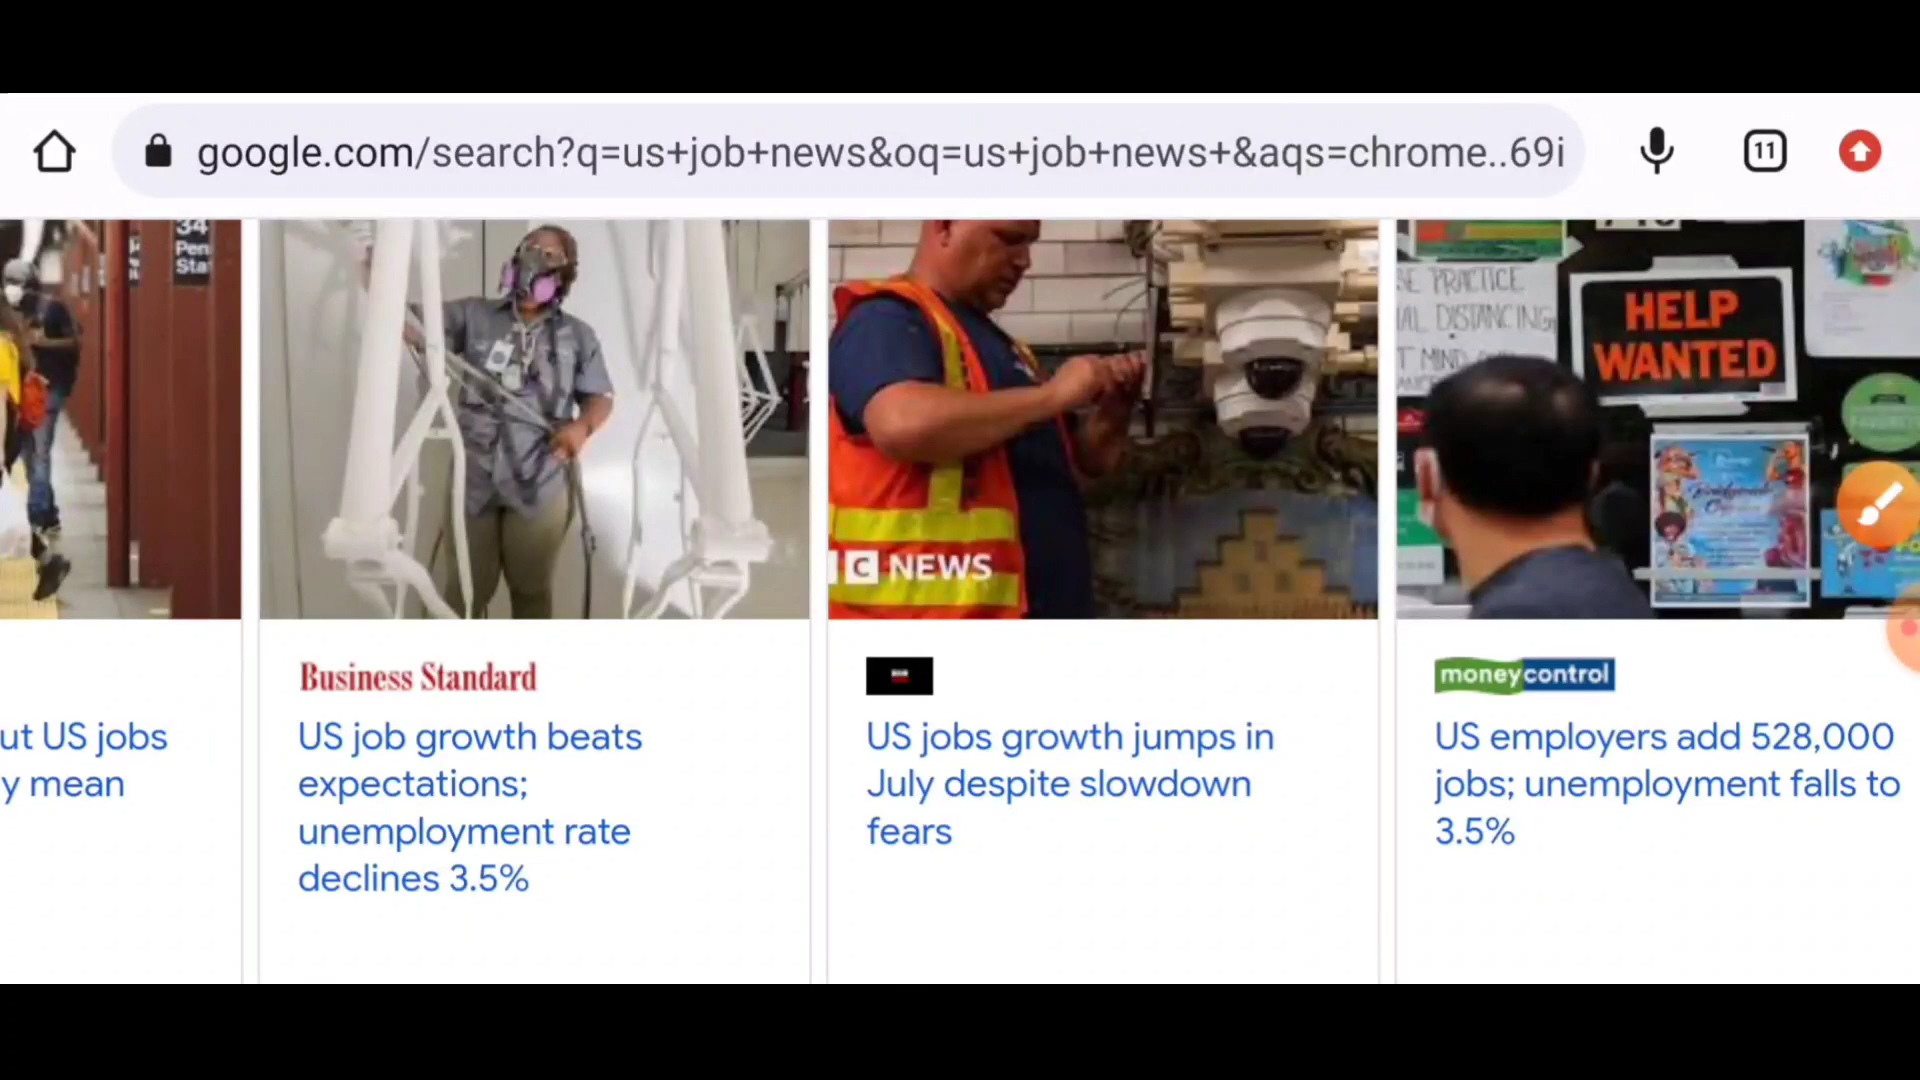 google.com/search?q=us+job+news&oq=us+job+news+&aqs=chrome..69i
11
34
Pen
Sta
PRACTICE
DISTANCING
HELP
WANTED
C NEWS
Business Standard
moneycontrol
ut US jobs
y mean
US job growth beats
expectations;
unemployment rate
declines 3.5%
US jobs growth jumps in
July despite slowdown
fears
US employers add 528,000
jobs; unemployment falls to
3.5%